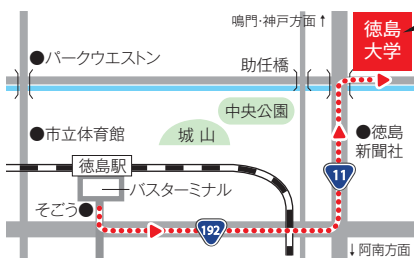 鳴門・神戸方面↑
徳島
大学
●パークウエストン
助任橋
中央公園
●市立体育館
城山
●徳島
新聞社
徳島駅
バスターミナル
11
そごう●
192
↓阿南方面